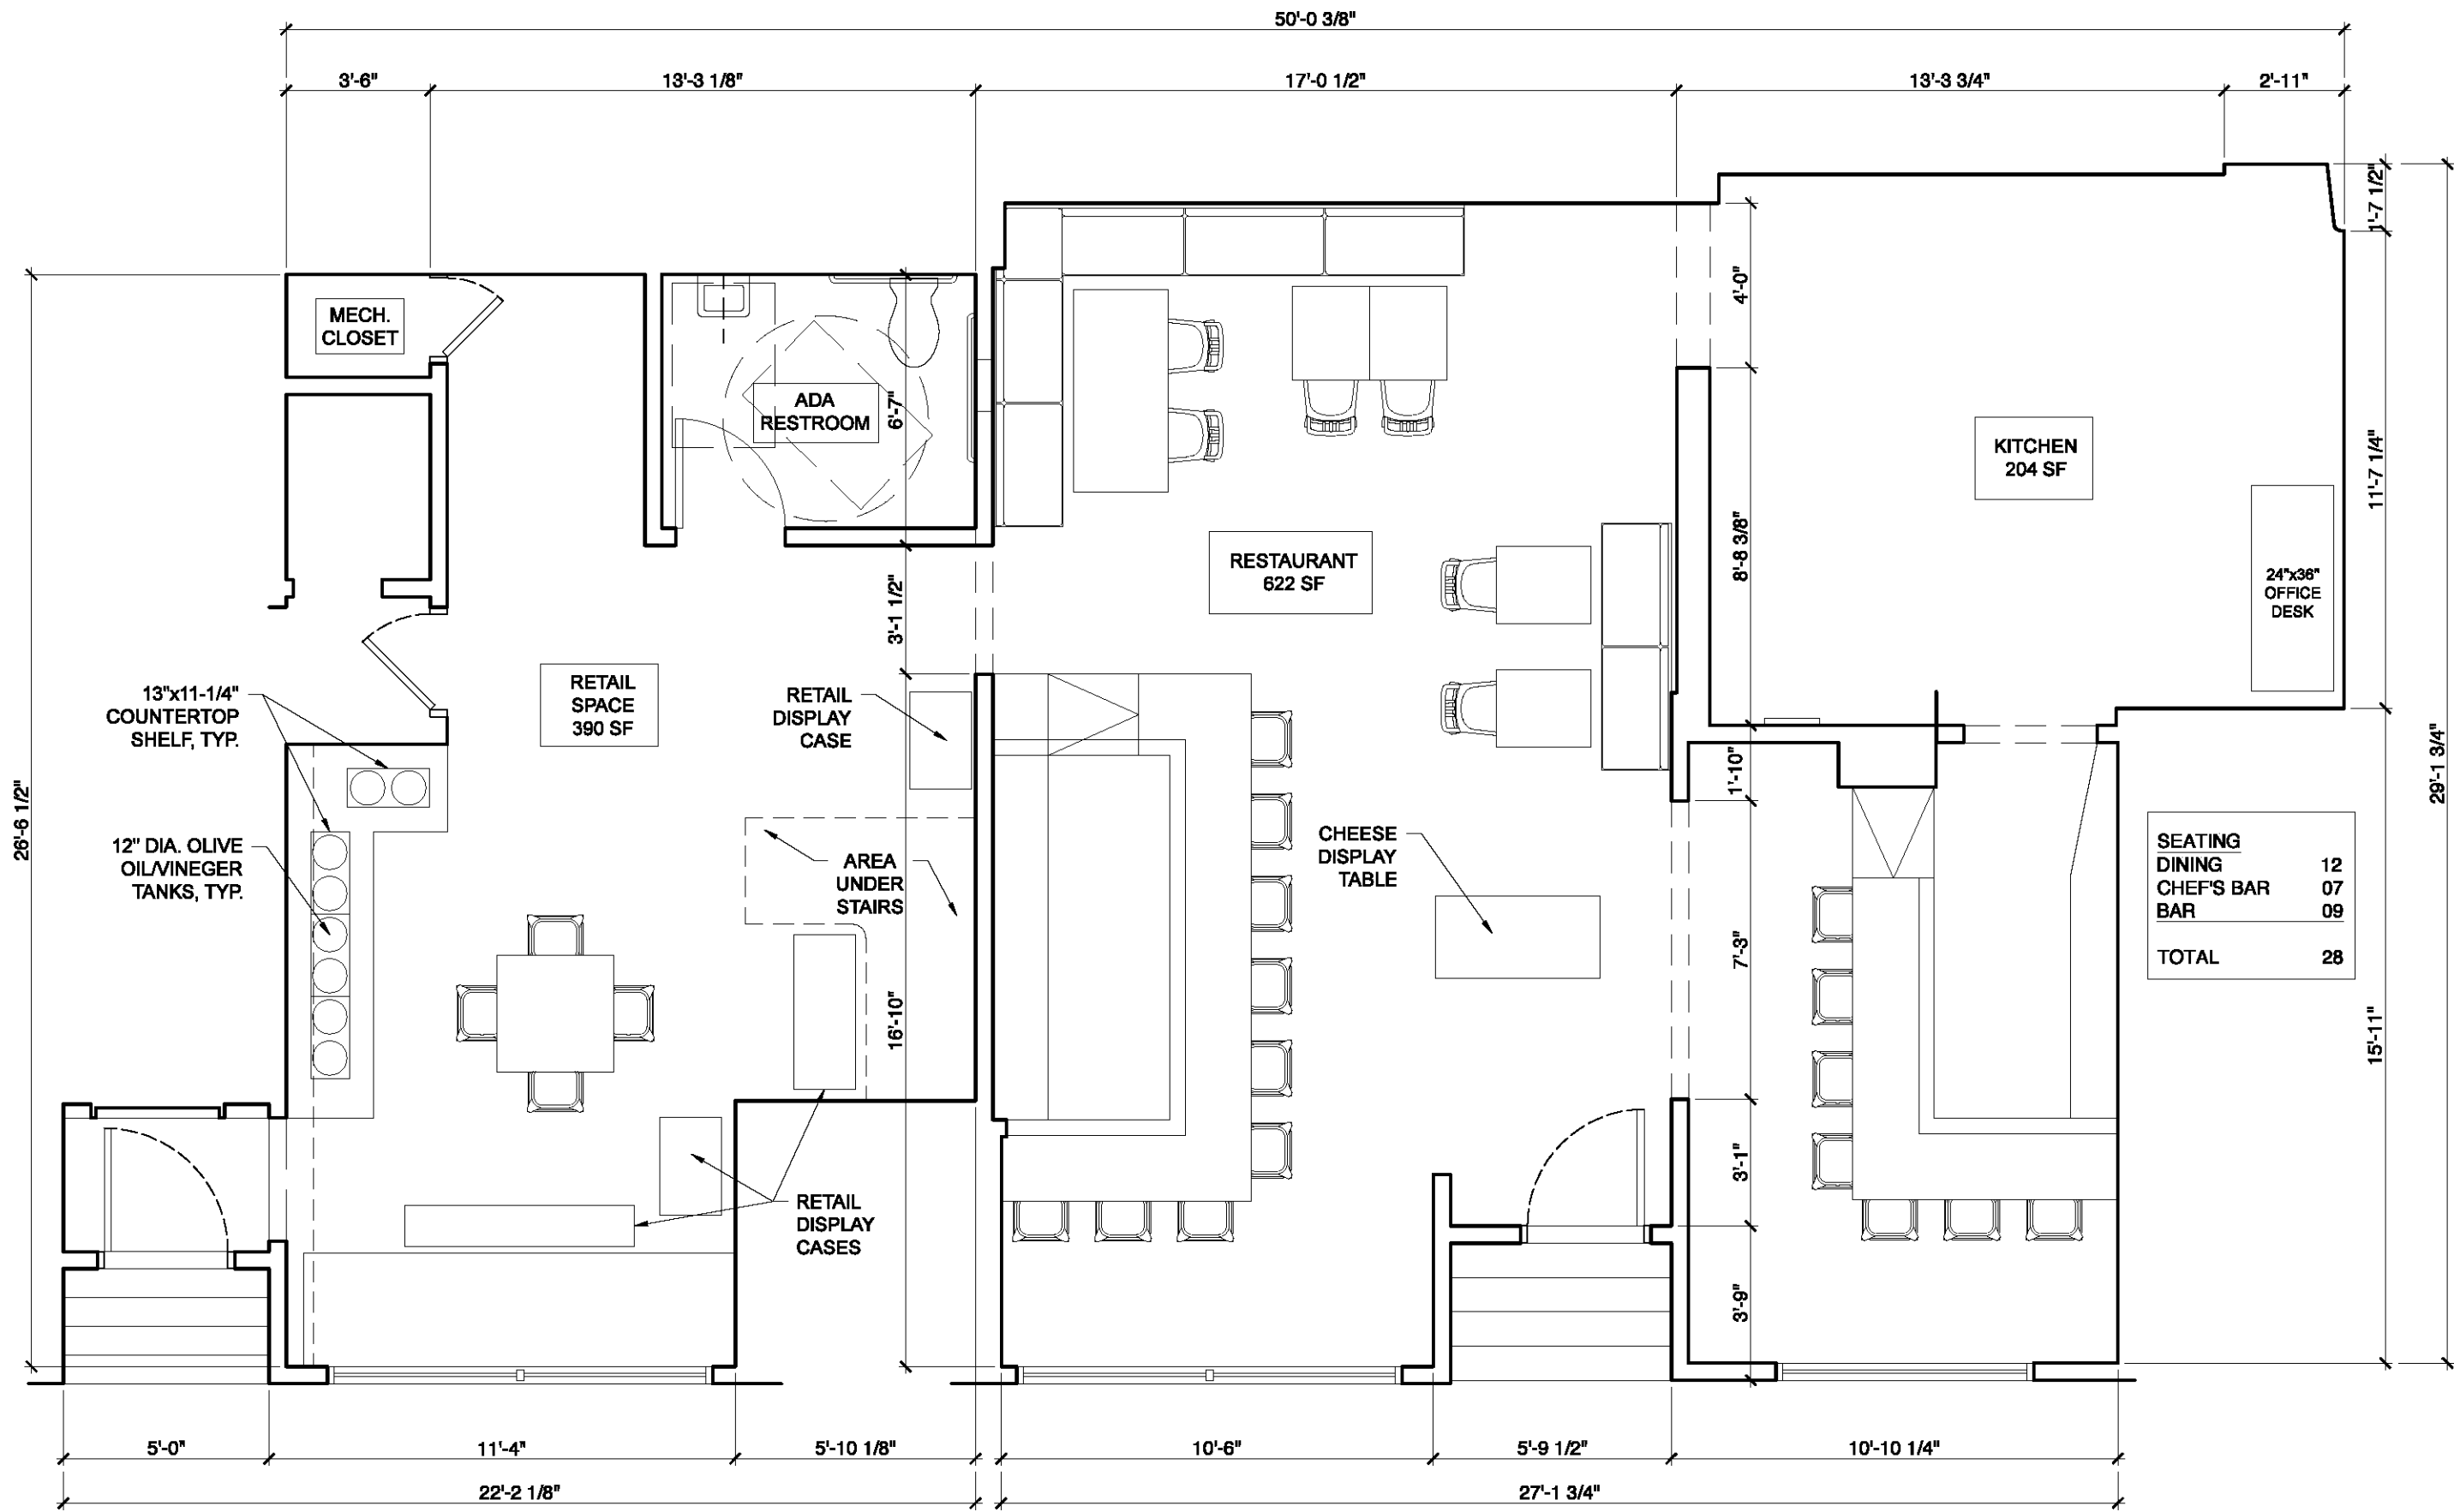 50'-0 3/8"
3'-6"
13'-3 1/8"
17'-0 1/2"
13'-3 3/4"
2'-11"
1'-7 1/2"
4'-0"
MECH.
CLOSET
ADA
RESTROOM
6'-7"
KITCHEN
204 SF
11'-7 1/4"
8'-8 3/8"
RESTAURANT
622 SF
24"x36"
OFFICE
DESK
3'-1 1/2"
RETAIL
SPACE
390 SF
13"x11-1/4"
COUNTERTOP
SHELF, TYP.
RETAIL
DISPLAY
CASE
1'-10"
29'-1 3/4"
26'-6 1/2"
12" DIA. OLIVE
OIL/VINEGER
TANKS, TYP.
AREA
UNDER
STAIRS
CHEESE
DISPLAY
TABLE
SEATING
DINING 12
CHEF'S BAR 07
BAR 09
TOTAL 28
7'-3"
16'-10"
15'-11"
3'-1"
RETAIL
DISPLAY
CASES
3'-9"
5'-0"
11'-4"
5'-10 1/8"
10'-6"
5'-9 1/2"
10'-10 1/4"
22'-2 1/8"
27'-1 3/4"